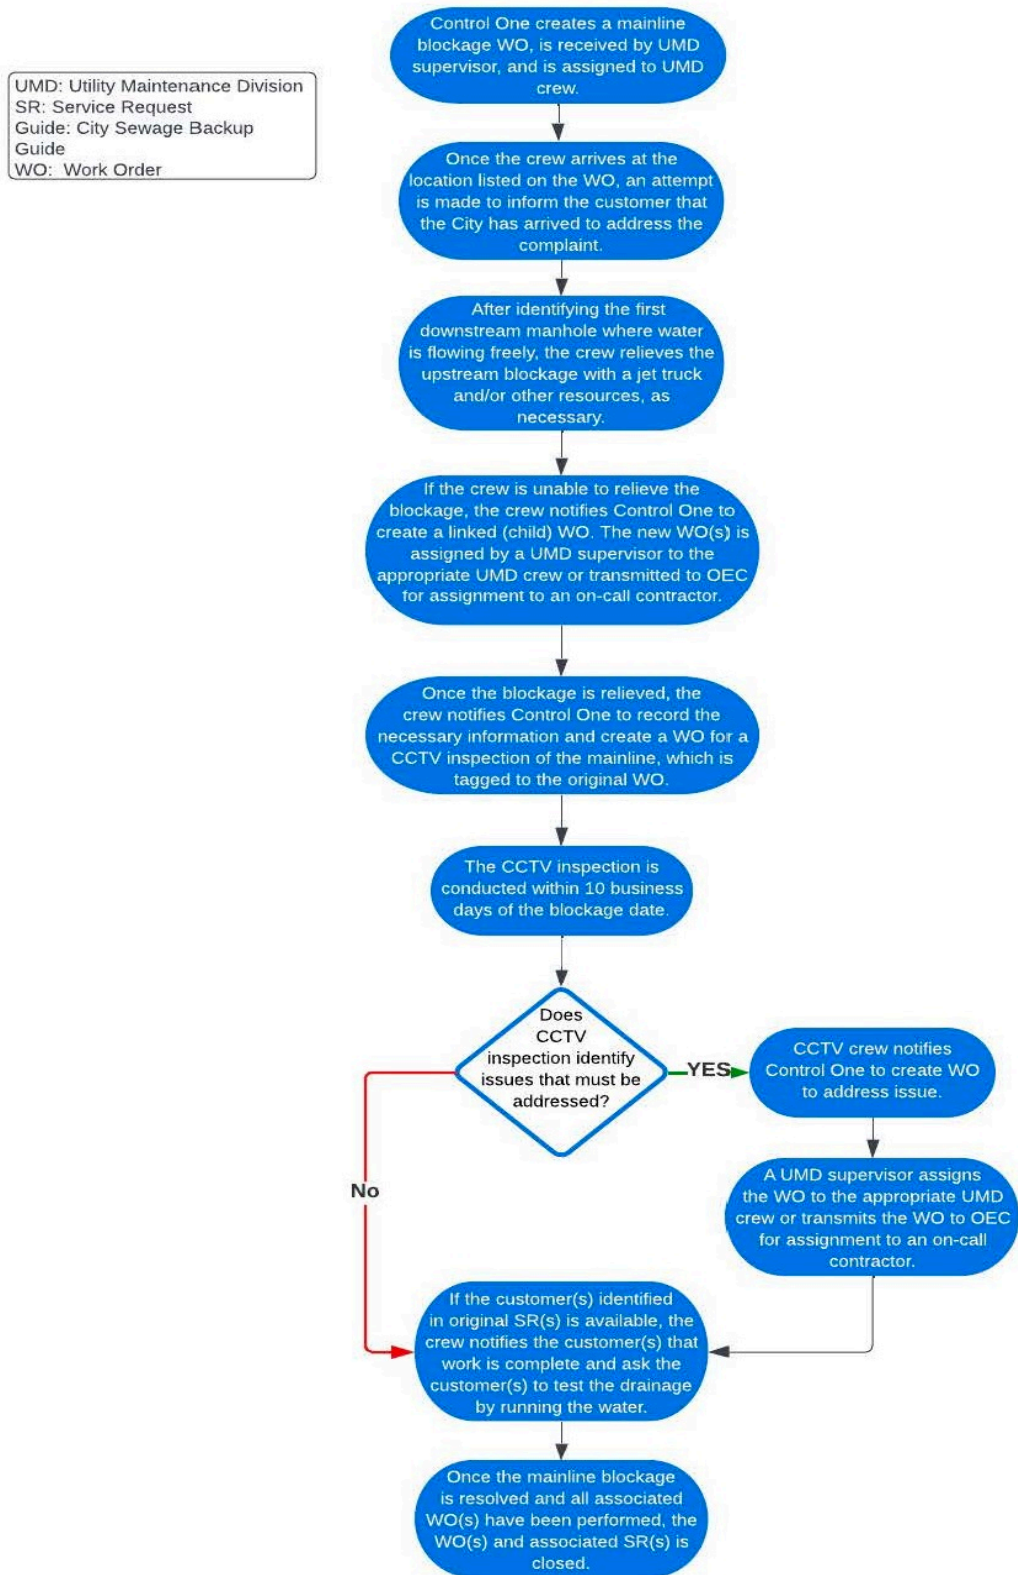 Control One creates a mainline
blockage WO, is received by UMD
supervisor, and is assigned to UMD
crew.
UMD: Utility Maintenance Division
SR: Service Request
Guide: City Sewage Backup
Guide
WO: Work Order
Once the crew arrives at the
location listed on the WO, an attempt
is made to inform the customer that
the City has arrived to address the
complaint.
After identifying the first
downstream manhole where water
is flowing freely, the crew relieves the
upstream blockage with a jet truck
and/or other resources, as
necessary.
If the crew is unable to relieve the
blockage, the crew notifies Control One to
create a linked (child) WO. The new WO(s) is
assigned by a UMD supervisor to the
appropriate UMD crew or transmitted to OEC
for assignment to an on-call contractor.
Once the blockage is relieved, the
crew notifies Control One to record the
necessary information and create a WO for a
CCTV inspection of the mainline, which is
tagged to the original WO.
The CCTV inspection is
conducted within 10 business
days of the blockage date.
Does
CCTV
inspection identify
issues that must be
addressed?
YES
CCTV crew notifies
Control One to create WO
to address issue.
A UMD supervisor assigns
the WO to the appropriate UMD
crew or transmits the WO to OEC
for assignment to an on-call
contractor.
No
If the customer(s) identified
in original SR(s) is available, the
crew notifies the customer(s) that
work is complete and ask the
customer(s) to test the drainage
by running the water.
Once the mainline blockage
is resolved and all associated
WO(s) have been performed, the
WO(s) and associated SR(s) is
closed.